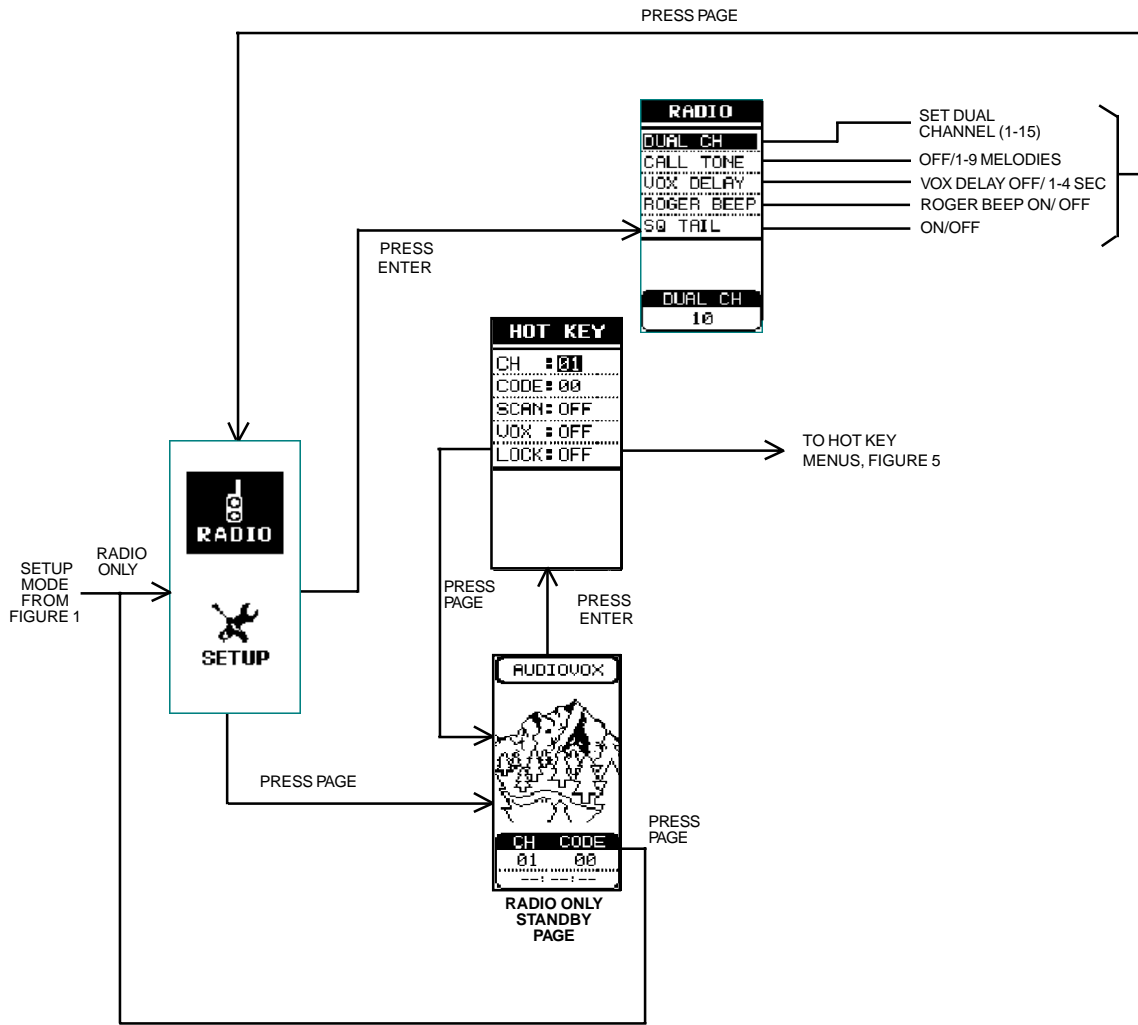 PRESS PAGE
RADIO
DUAL CH
CALL TONE
VOX DELAY
ROGER BEEP
SQ TAIL
DUAL CH
10
SET DUAL
CHANNEL (1-15)
OFF/1-9 MELODIES
VOX DELAY OFF/ 1-4 SEC
ROGER BEEP ON/ OFF
ON/OFF
PRESS
ENTER
HOT KEY
CH :01
CODE:00
SCAN:OFF
VOX :OFF
LOCK:OFF
TO HOT KEY
MENUS, FIGURE 5
RADIO
SETUP
SETUP
MODE
FROM
FIGURE 1
RADIO
ONLY
PRESS
PAGE
PRESS
ENTER
PRESS PAGE
AUDIOVOX
CH CODE
01 00
--:--:--
PRESS
PAGE
RADIO ONLY
STANDBY
PAGE